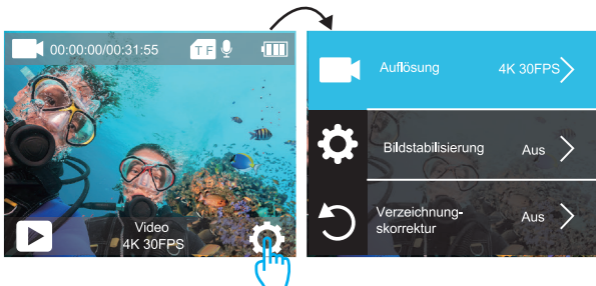 00:00:00/00:31:55 TF
Video
4K 30FPS
Auflösung 4K 30FPS
Bildstabilisierung Aus
Verzeichnung-
skorrektur Aus